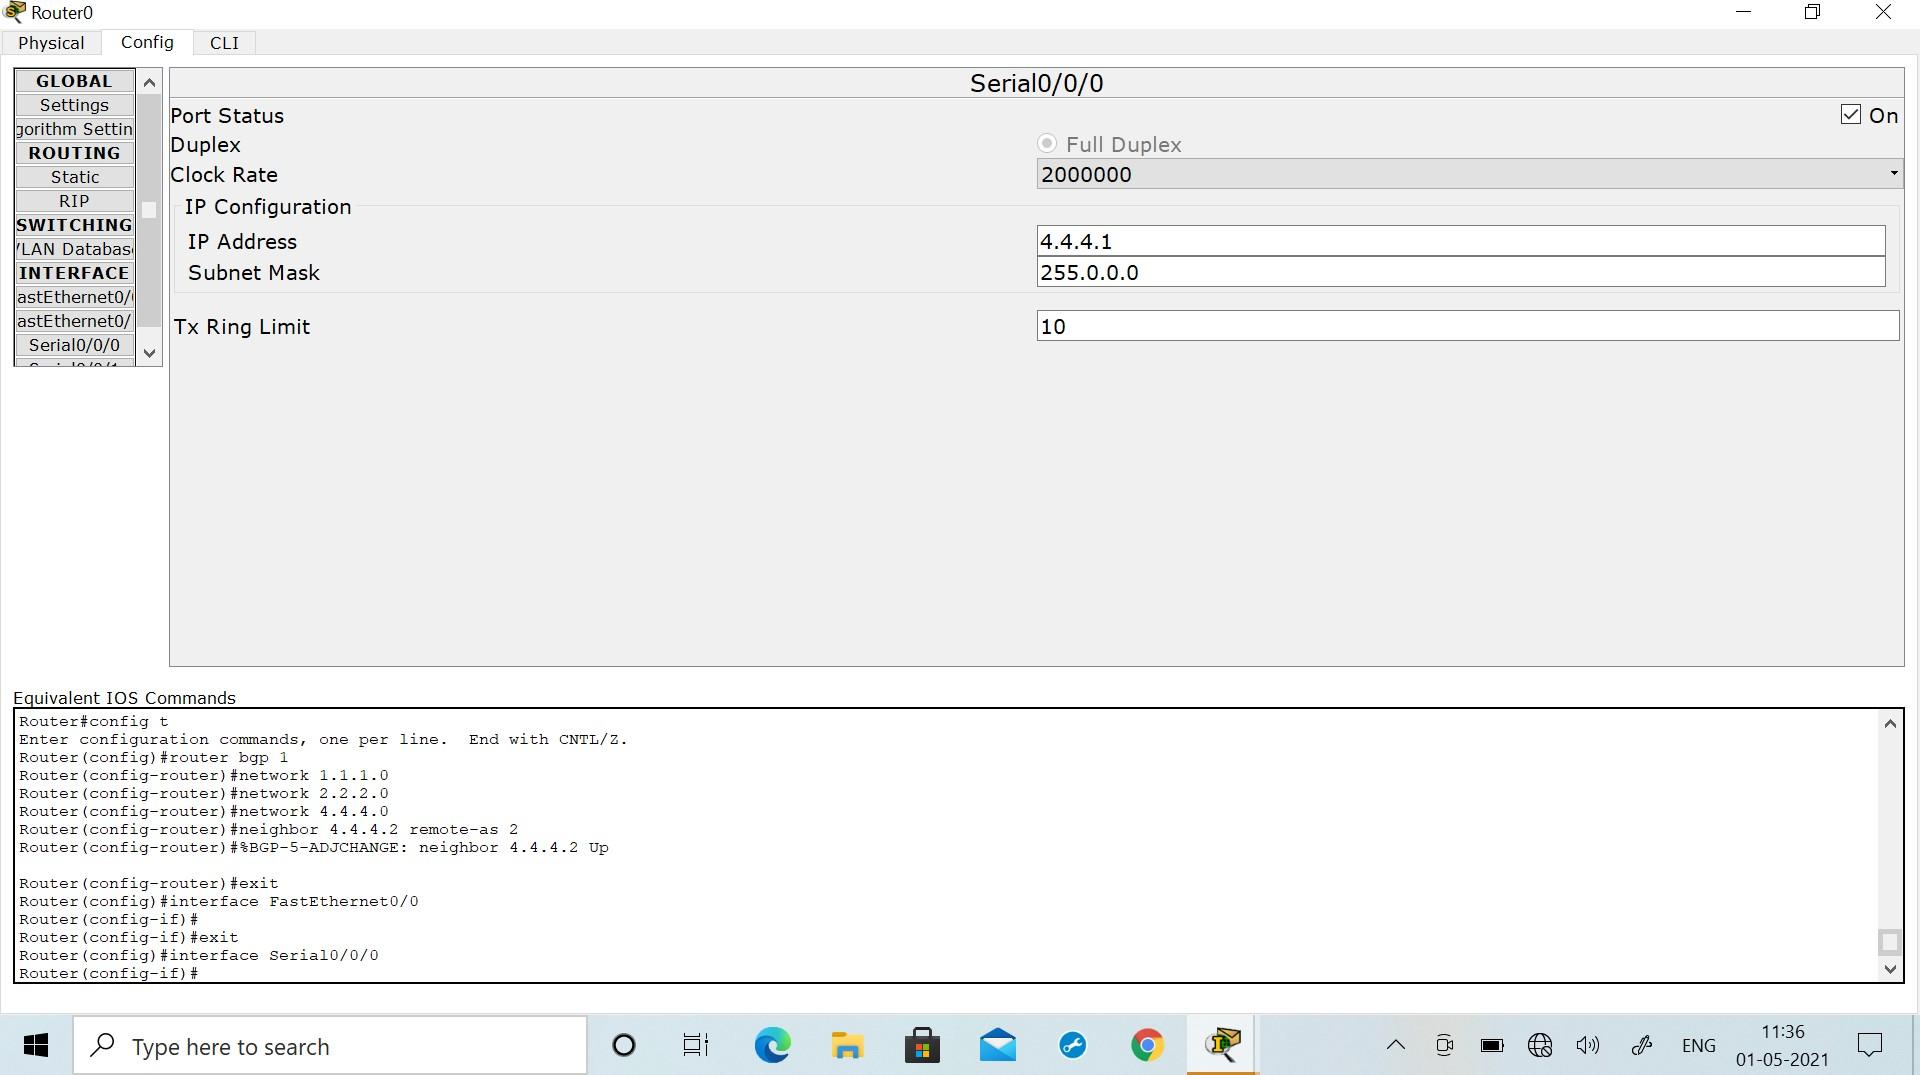 Router0
Physical
Config
CLI
GLOBAL
Settings
gorithm Settin
ROUTING
Static
RIP
SWITCHING
LAN Databas
INTERFACE
astEthernet0/
astEthernet0/
Serial0/0/0
Serial0/0/1
Serial0/0/0
Port Status
On
Duplex
Full Duplex
Clock Rate
2000000
IP Configuration
IP Address
4.4.4.1
Subnet Mask
255.0.0.0
Tx Ring Limit
10
Equivalent IOS Commands
Router#config t
Enter configuration commands, one per line.  End with CNTL/Z.
Router(config)#router bgp 1
Router(config-router)#network 1.1.1.0
Router(config-router)#network 2.2.2.0
Router(config-router)#network 4.4.4.0
Router(config-router)#neighbor 4.4.4.2 remote-as 2
Router(config-router)#%BGP-5-ADJCHANGE: neighbor 4.4.4.2 Up
Router(config-router)#exit
Router(config)#interface FastEthernet0/0
Router(config-if)#
Router(config-if)#exit
Router(config)#interface Serial0/0/0
Router(config-if)#
Type here to search
ENG
11:36
01-05-2021